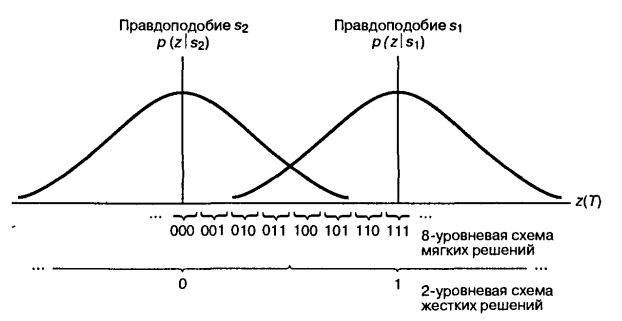 Правдоподобие s₂
p (z|s₂)
Правдоподобие s₁
p (z|s₁)
z(T)
... 000 001 010 011 100 101 110 111 ...
8-уровневая схема
мягких решений
... ...
0 1
2-уровневая схема
жестких решений